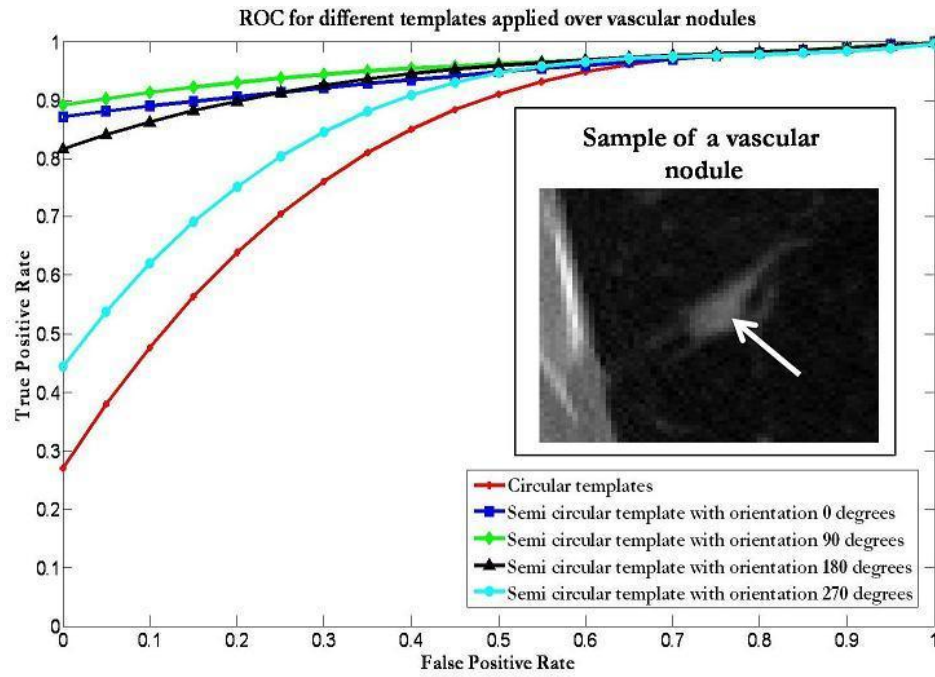 ROC for different templates applied over vascular nodules
True Positive Rate
1
0.9
0.8
0.7
0.6
0.5
0.4
0.3
0.2
0.1
0
Sample of a vascular
nodule
Circular templates
Semi circular template with orientation 0 degrees
Semi circular template with orientation 90 degrees
Semi circular template with orientation 180 degrees
Semi circular template with orientation 270 degrees
0 0.1 0.2 0.3 0.4 0.5 0.6 0.7 0.8 0.9 1
False Positive Rate